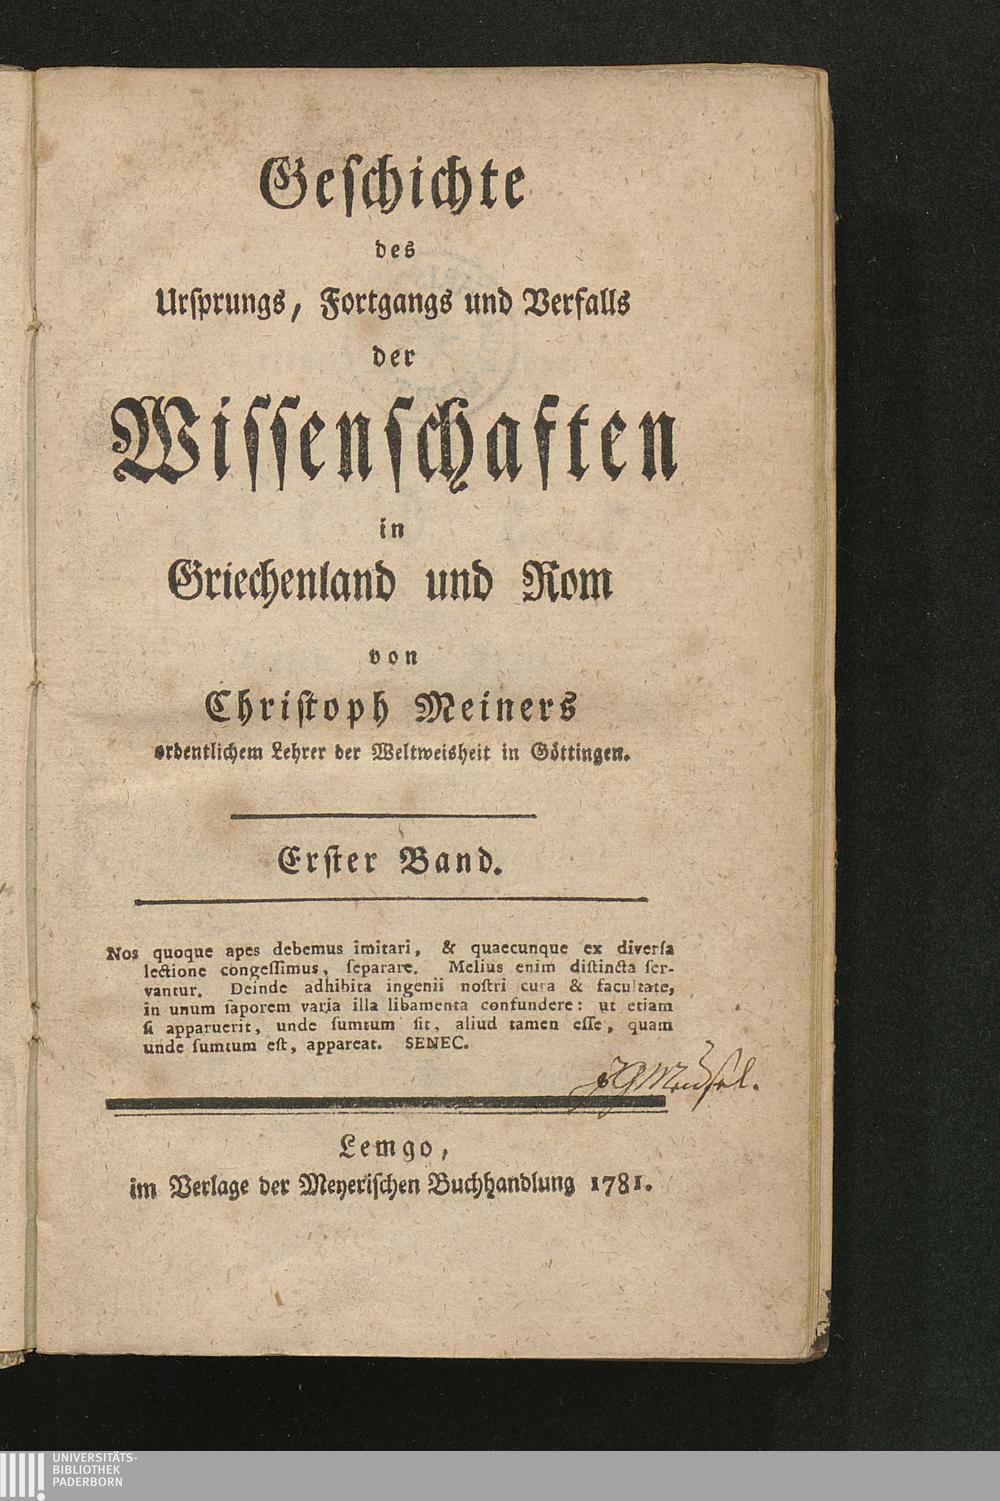 Geſchichte
des
Urſprungs, Fortgangs und Verfalls
der
Wiſſenſchaften
in
Griechenland und Rom
von
Chriſtoph Meiners
ordentlichem Lehrer der Weltweisheit in Göttingen.
Erſter Band.
Nos quoque apes debemus imitari, & quaecunque ex diverſa
lectione congeſſimus, ſeparare. Melius enim diſtincta ſer-
vantur. Deinde adhibita ingenii noſtri cura & facultate,
in unum ſaporem varia illa libamenta confundere: ut etiam
ſi apparuerit, unde ſumtum ſit, aliud tamen eſſe, quam
unde ſumtum eſt, appareat. SENEC.
JGMeuſel.
Lemgo,
im Verlage der Meyeriſchen Buchhandlung 1781.
UNIVERSITÄTS-
BIBLIOTHEK
PADERBORN